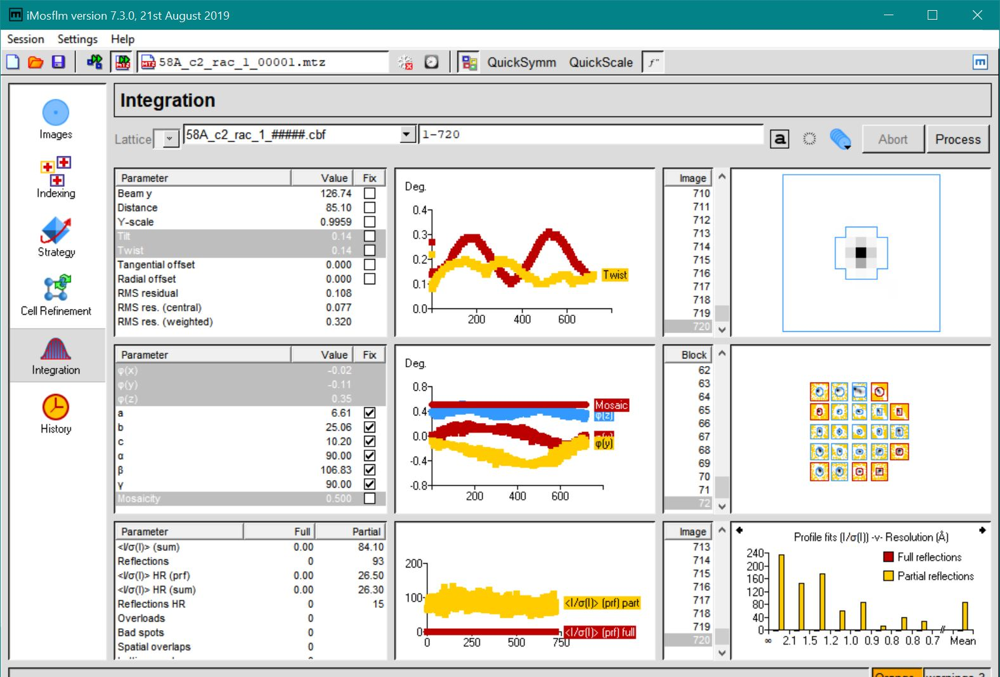 iMosflm version 7.3.0, 21st August 2019
Session Settings Help
58A_c2_rac_1_00001.mtz QuickSymm QuickScale f"
Integration
Images
Indexing
Strategy
Cell Refinement
Integration
History
Lattice 58A_c2_rac_1_#####.cbf 1-720 a Abort Process
Parameter Value Fix
Beam y 126.74
Distance 85.10
Y-scale 0.9959
Tilt 0.14
Twist 0.14
Tangential offset 0.000
Radial offset 0.000
RMS residual 0.108
RMS res. (central) 0.077
RMS res. (weighted) 0.320
Deg.
0.4
0.3
0.2
0.1
0.0
200 400 600
Twist
Image
710
711
712
713
714
715
716
717
718
719
720
Parameter Value Fix
φ(x) -0.02
φ(y) -0.11
φ(z) 0.35
a 6.61
b 25.06
c 10.20
α 90.00
β 106.83
γ 90.00
Mosaicity 0.500
Deg.
0.8
0.4
0.0
-0.4
-0.8
200 400 600
Mosaic
φ(z)
φ(y)
Block
62
63
64
65
66
67
68
69
70
71
72
Parameter Full Partial
<I/σ(I)> (sum) 0.00 84.10
Reflections 0 93
<I/σ(I)> HR (prf) 0.00 26.50
<I/σ(I)> HR (sum) 0.00 26.30
Reflections HR 0 15
Overloads 0
Bad spots 0
Spatial overlaps 0
200
100
0
0 250 500 750
<I/σ(I)> (prf) part
<I/σ(I)> (prf) full
Image
713
714
715
716
717
718
719
720
Profile fits (I/σ(I)) -v- Resolution (Å)
Full reflections
Partial reflections
240
200
160
120
80
40
0
∞ 2.1 1.5 1.2 1.0 0.9 0.8 0.8 0.7 Mean